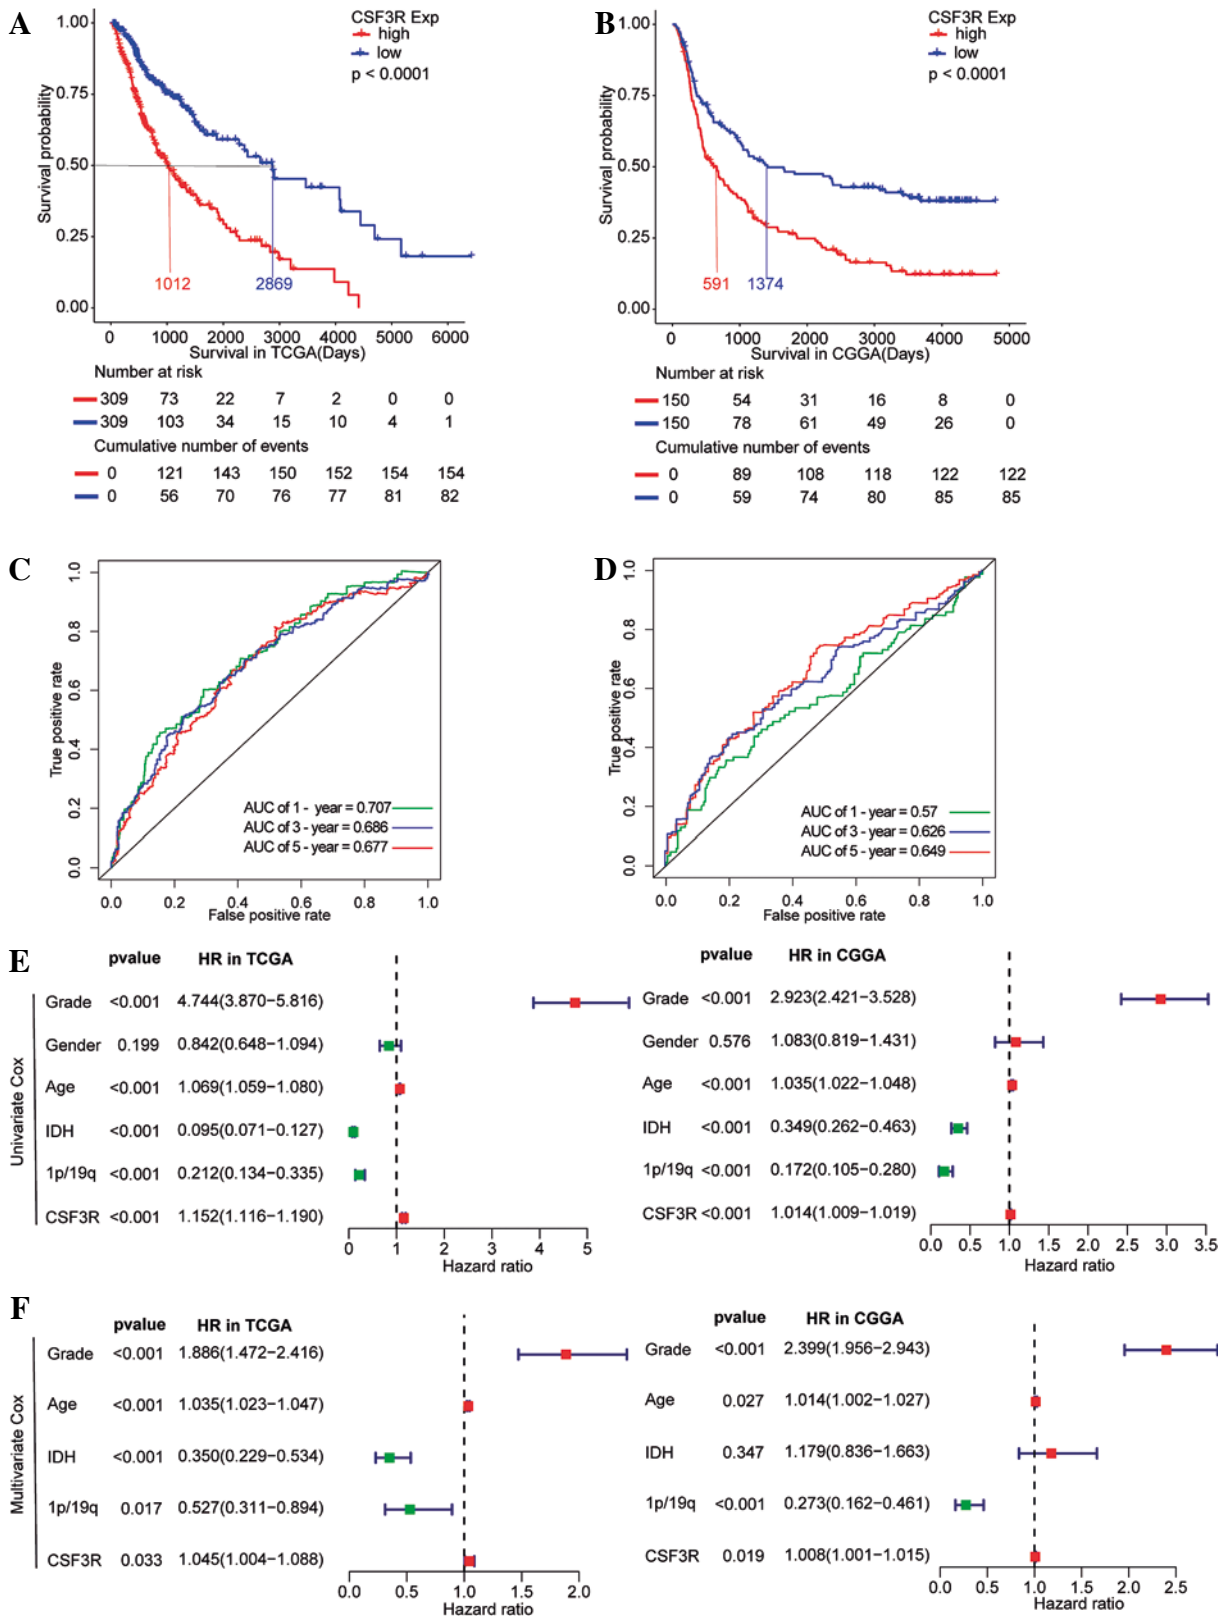 A
CSF3R Exp
high
low
p < 0.0001
Survival probability
1.00
0.75
0.50
0.25
0.00
1012
2869
0 1000 2000 3000 4000 5000 6000
Survival in TCGA(Days)
Number at risk
309 73 22 7 2 0 0
309 103 34 15 10 4 1
Cumulative number of events
0 121 143 150 152 154 154
0 56 70 76 77 81 82
B
CSF3R Exp
high
low
p < 0.0001
Survival probability
1.00
0.75
0.50
0.25
0.00
591
1374
0 1000 2000 3000 4000 5000
Survival in CGGA(Days)
Number at risk
150 54 31 16 8 0
150 78 61 49 26 0
Cumulative number of events
0 89 108 118 122 122
0 59 74 80 85 85
C
True positive rate
1.0
0.8
0.6
0.4
0.2
0.0
AUC of 1 - year = 0.707
AUC of 3 - year = 0.686
AUC of 5 - year = 0.677
0.0 0.2 0.4 0.6 0.8 1.0
False positive rate
D
True positive rate
1.0
0.8
0.6
0.4
0.2
0.0
AUC of 1 - year = 0.57
AUC of 3 - year = 0.626
AUC of 5 - year = 0.649
0.0 0.2 0.4 0.6 0.8 1.0
False positive rate
E
Univariate Cox
pvalue HR in TCGA
Grade <0.001 4.744(3.870−5.816)
Gender 0.199 0.842(0.648−1.094)
Age <0.001 1.069(1.059−1.080)
IDH <0.001 0.095(0.071−0.127)
1p/19q <0.001 0.212(0.134−0.335)
CSF3R <0.001 1.152(1.116−1.190)
0 1 2 3 4 5
Hazard ratio
pvalue HR in CGGA
Grade <0.001 2.923(2.421−3.528)
Gender 0.576 1.083(0.819−1.431)
Age <0.001 1.035(1.022−1.048)
IDH <0.001 0.349(0.262−0.463)
1p/19q <0.001 0.172(0.105−0.280)
CSF3R <0.001 1.014(1.009−1.019)
0.0 0.5 1.0 1.5 2.0 2.5 3.0 3.5
Hazard ratio
F
Multivariate Cox
pvalue HR in TCGA
Grade <0.001 1.886(1.472−2.416)
Age <0.001 1.035(1.023−1.047)
IDH <0.001 0.350(0.229−0.534)
1p/19q 0.017 0.527(0.311−0.894)
CSF3R 0.033 1.045(1.004−1.088)
0.0 0.5 1.0 1.5 2.0
Hazard ratio
pvalue HR in CGGA
Grade <0.001 2.399(1.956−2.943)
Age 0.027 1.014(1.002−1.027)
IDH 0.347 1.179(0.836−1.663)
1p/19q <0.001 0.273(0.162−0.461)
CSF3R 0.019 1.008(1.001−1.015)
0.0 0.5 1.0 1.5 2.0 2.5
Hazard ratio